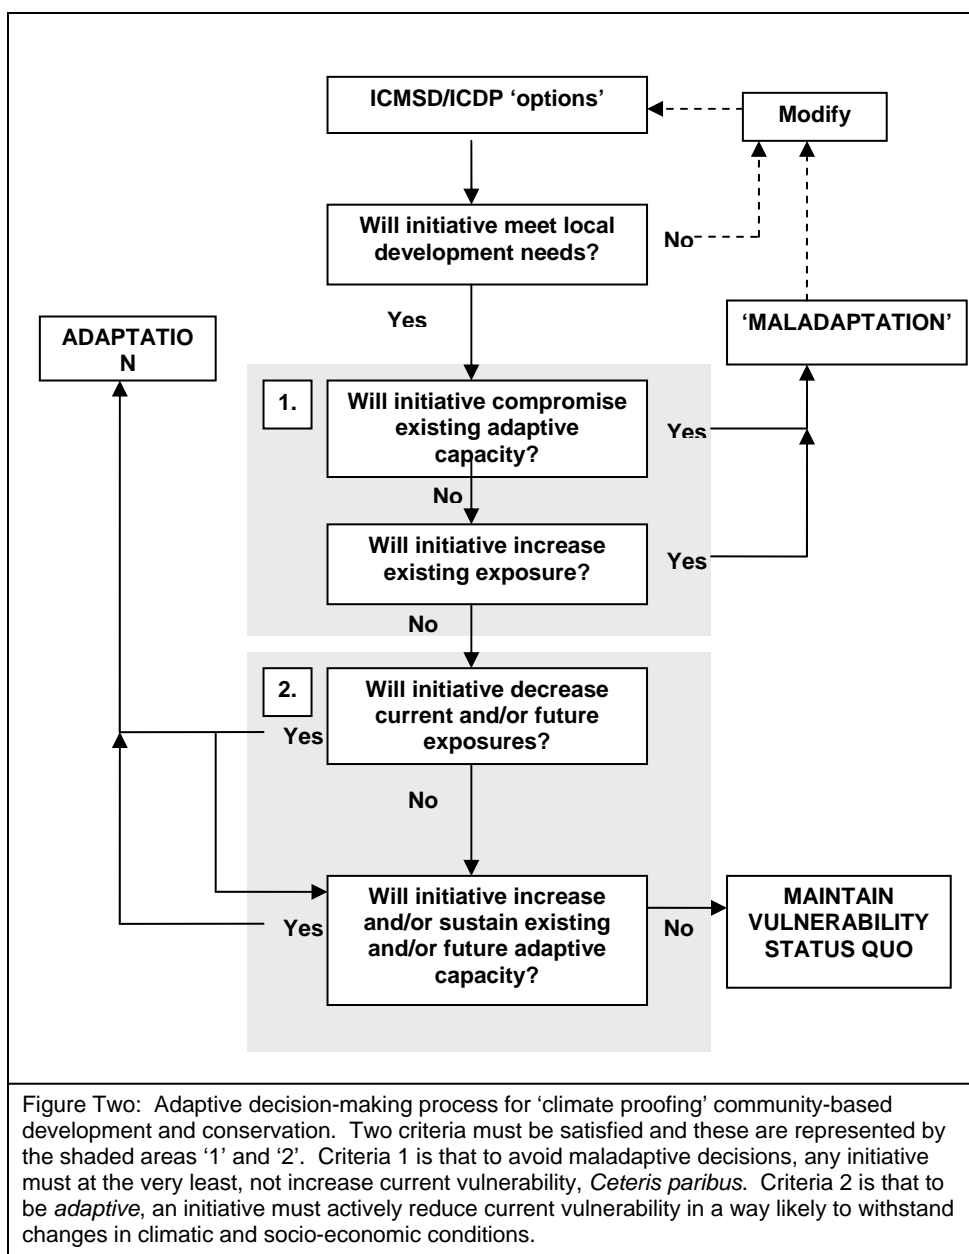 ICMSD/ICDP ‘options’
Modify
Will initiative meet local
development needs?
No
Yes
ADAPTATIO
N
‘MALADAPTATION’
1.
Will initiative compromise
existing adaptive
capacity?
Yes
No
Will initiative increase
existing exposure?
Yes
No
2.
Will initiative decrease
current and/or future
exposures?
Yes
No
Will initiative increase
and/or sustain existing
and/or future adaptive
capacity?
Yes
No
MAINTAIN
VULNERABILITY
STATUS QUO
Figure Two:  Adaptive decision-making process for ‘climate proofing’ community-based
development and conservation.  Two criteria must be satisfied and these are represented by
the shaded areas ‘1’ and ‘2’.  Criteria 1 is that to avoid maladaptive decisions, any initiative
must at the very least, not increase current vulnerability, Ceteris paribus.  Criteria 2 is that to
be adaptive, an initiative must actively reduce current vulnerability in a way likely to withstand
changes in climatic and socio-economic conditions.